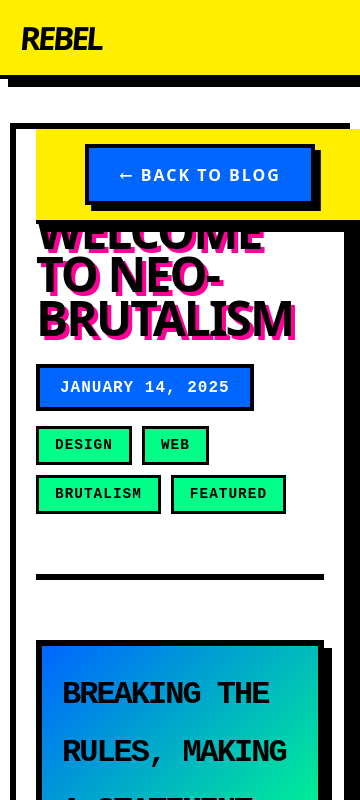 REBEL
← BACK TO BLOG
WELCOME
TO NEO-
BRUTALISM
JANUARY 14, 2025
DESIGN WEB
BRUTALISM FEATURED
BREAKING THE
RULES, MAKING
A STATEMENT